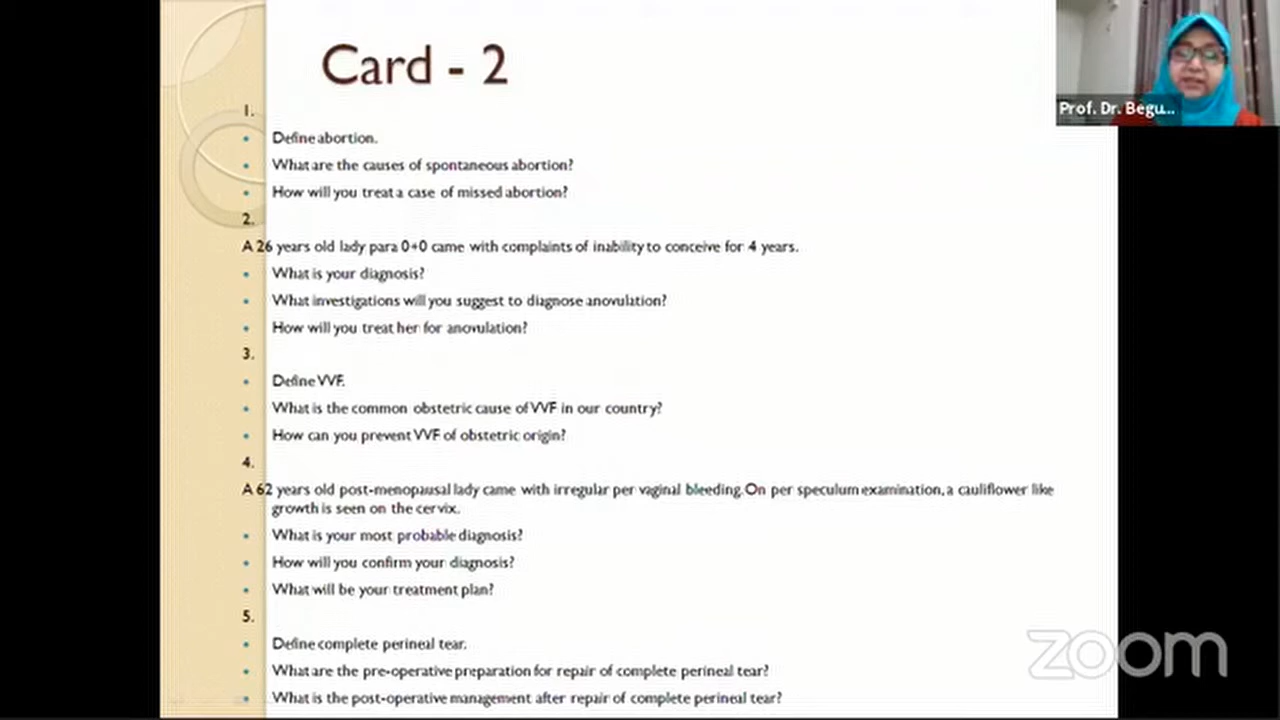 Card - 2
Prof. Dr. Begu...
1.
Define abortion.
What are the causes of spontaneous abortion?
How will you treat a case of missed abortion?
2.
A 26 years old lady para 0+0 came with complaints of inability to conceive for 4 years.
What is your diagnosis?
What investigations will you suggest to diagnose anovulation?
How will you treat her for anovulation?
3.
Define VVF.
What is the common obstetric cause of VVF in our country?
How can you prevent VVF of obstetric origin?
4.
A 62 years old post-menopausal lady came with irregular per vaginal bleeding. On per speculum examination, a cauliflower like
growth is seen on the cervix.
What is your most probable diagnosis?
How will you confirm your diagnosis?
What will be your treatment plan?
5.
Define complete perineal tear.
What are the pre-operative preparation for repair of complete perineal tear?
What is the post-operative management after repair of complete perineal tear?
zoom